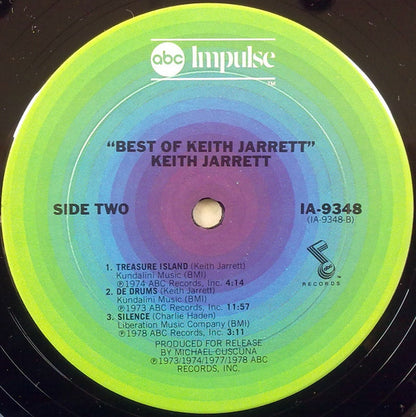 abc Impulse
TM
"BEST OF KEITH JARRETT"
KEITH JARRETT
SIDE TWO
IA-9348
(IA-9348-B)
1. TREASURE ISLAND (Keith Jarrett)
Kundalini Music (BMI)
℗1974 ABC Records, Inc. 4:14
2. DE DRUMS (Keith Jarrett)
Kundalini Music (BMI)
℗1973 ABC Records, Inc. 11:57
3. SILENCE (Charlie Haden)
Liberation Music Company (BMI)
℗1978 ABC Records, Inc. 3:11
abc
TM
RECORDS
PRODUCED FOR RELEASE
BY MICHAEL CUSCUNA
℗1973/1974/1977/1978 ABC
RECORDS, INC.